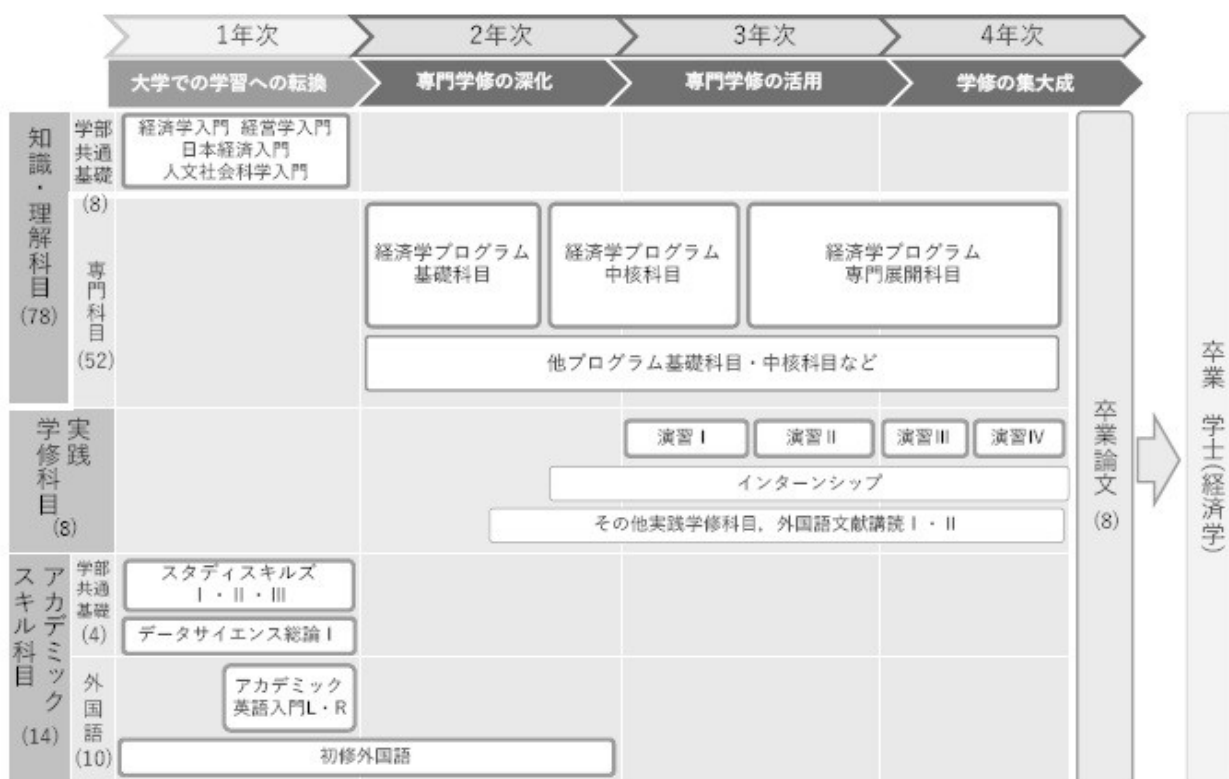 1年次
2年次
3年次
4年次
大学での学習への転換
専門学修の深化
専門学修の活用
学修の集大成
知識・理解科目
(78)
学部
共通
基礎
(8)
経済学入門 経営学入門
日本経済入門
人文社会科学入門
専門科目
(52)
経済学プログラム
基礎科目
経済学プログラム
中核科目
経済学プログラム
専門展開科目
他プログラム基礎科目・中核科目など
実践
学修科目
(8)
演習Ⅰ
演習Ⅱ
演習Ⅲ
演習Ⅳ
インターンシップ
その他実践学修科目，外国語文献講読Ⅰ・Ⅱ
アカデミック
スキル科目
(14)
学部
共通
基礎
(4)
スタディスキルズ
Ⅰ・Ⅱ・Ⅲ
データサイエンス総論Ⅰ
外国語
(10)
アカデミック
英語入門L・R
初修外国語
卒業論文
(8)
卒業 学士(経済学)